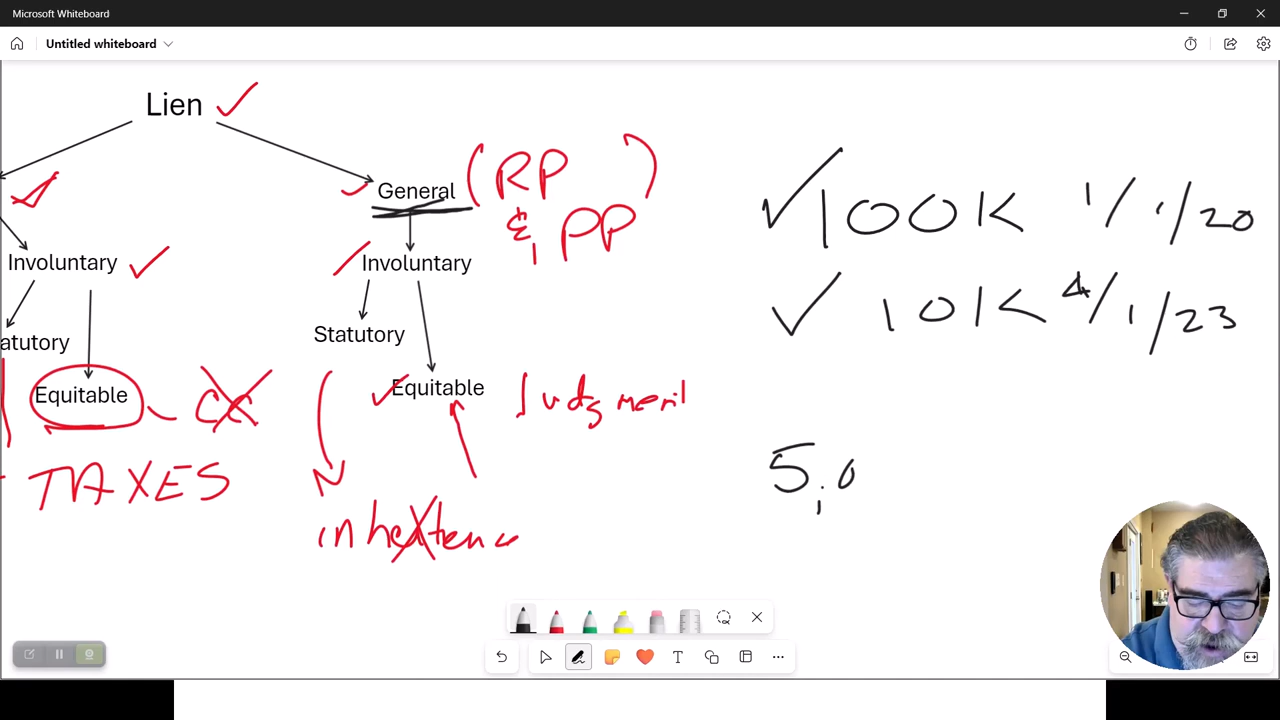 Microsoft Whiteboard
Untitled whiteboard
Lien
General (RP
& PP)
Involuntary
Involuntary
Statutory
atutory
Equitable
CC
Equitable
Judgment
TAXES
100K 1/1/20
10K 4/1/23
5,0